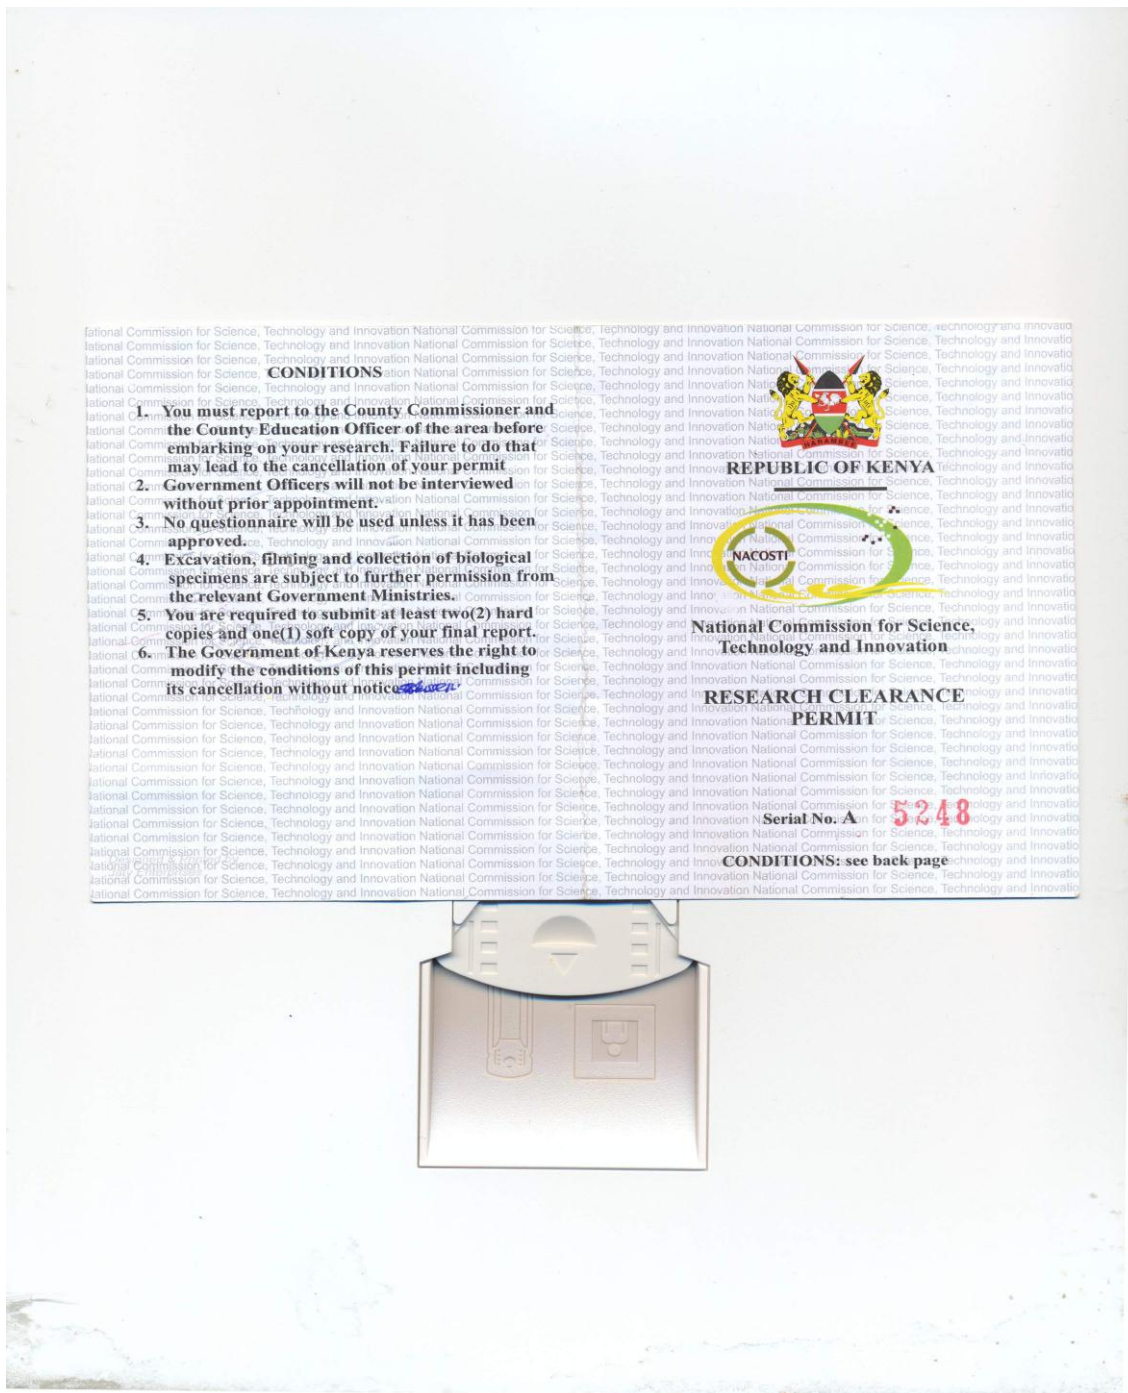 CONDITIONS
1. You must report to the County Commissioner and
the County Education Officer of the area before
embarking on your research. Failure to do that
may lead to the cancellation of your permit
2. Government Officers will not be interviewed
without prior appointment.
3. No questionnaire will be used unless it has been
approved.
4. Excavation, filming and collection of biological
specimens are subject to further permission from
the relevant Government Ministries.
5. You are required to submit at least two(2) hard
copies and one(1) soft copy of your final report.
6. The Government of Kenya reserves the right to
modify the conditions of this permit including
its cancellation without notice
HARAMBEE
REPUBLIC OF KENYA
NACOSTI
National Commission for Science,
Technology and Innovation
RESEARCH CLEARANCE
PERMIT
Serial No. A 5248
CONDITIONS: see back page